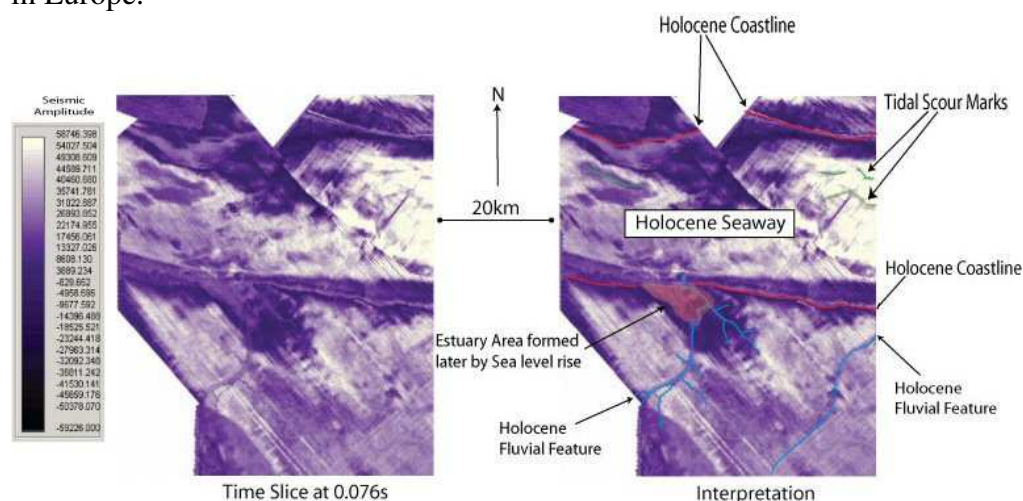 in Europe.
Holocene Coastline
Seismic
Amplitude
N
Tidal Scour Marks
58746.398
54027.504
49308.609
44589.711
40460.680
35741.781
31022.887
26893.852
22174.955
17456.061
13327.026
8608.130
3889.234
-829.662
-4958.695
-9677.592
-14396.488
-18525.521
-23244.418
-27963.314
-32092.348
-36811.242
-41530.141
-45659.176
-50378.070
-59226.000
20km
Holocene Seaway
Holocene Coastline
Estuary Area formed
later by Sea level rise
Holocene
Fluvial Feature
Holocene
Fluvial Feature
Time Slice at 0.076s
Interpretation